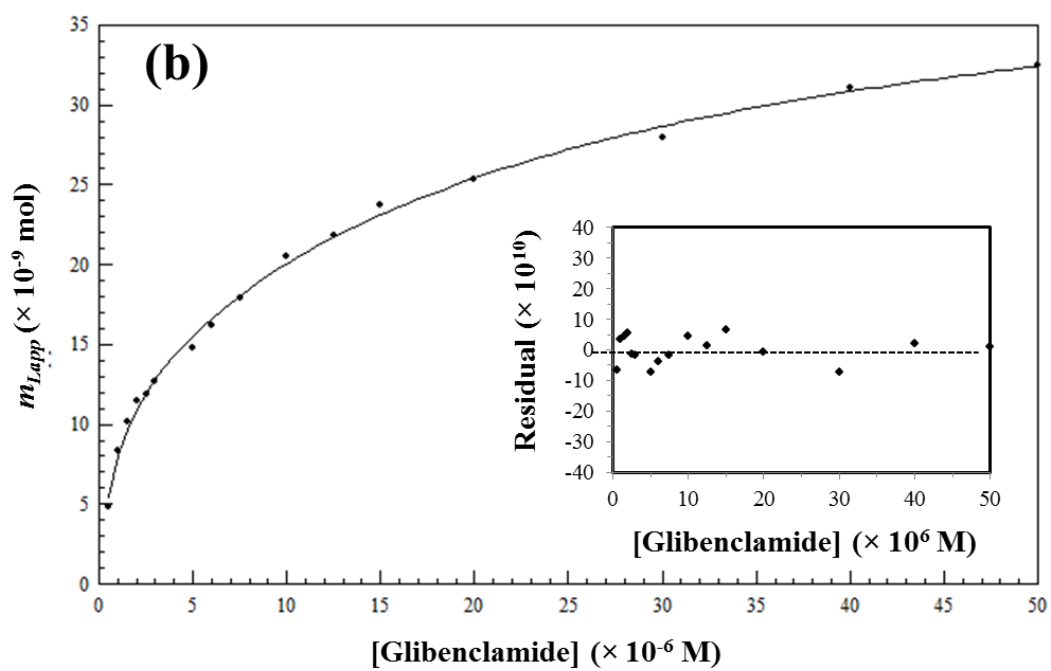 35
(b)
30
25
20
15
10
5
0
m_Lapp (× 10⁻⁹ mol)
0 5 10 15 20 25 30 35 40 45 50
[Glibenclamide] (× 10⁻⁶ M)
40
30
20
10
0
-10
-20
-30
-40
Residual (× 10¹⁰)
0 10 20 30 40 50
[Glibenclamide] (× 10⁶ M)